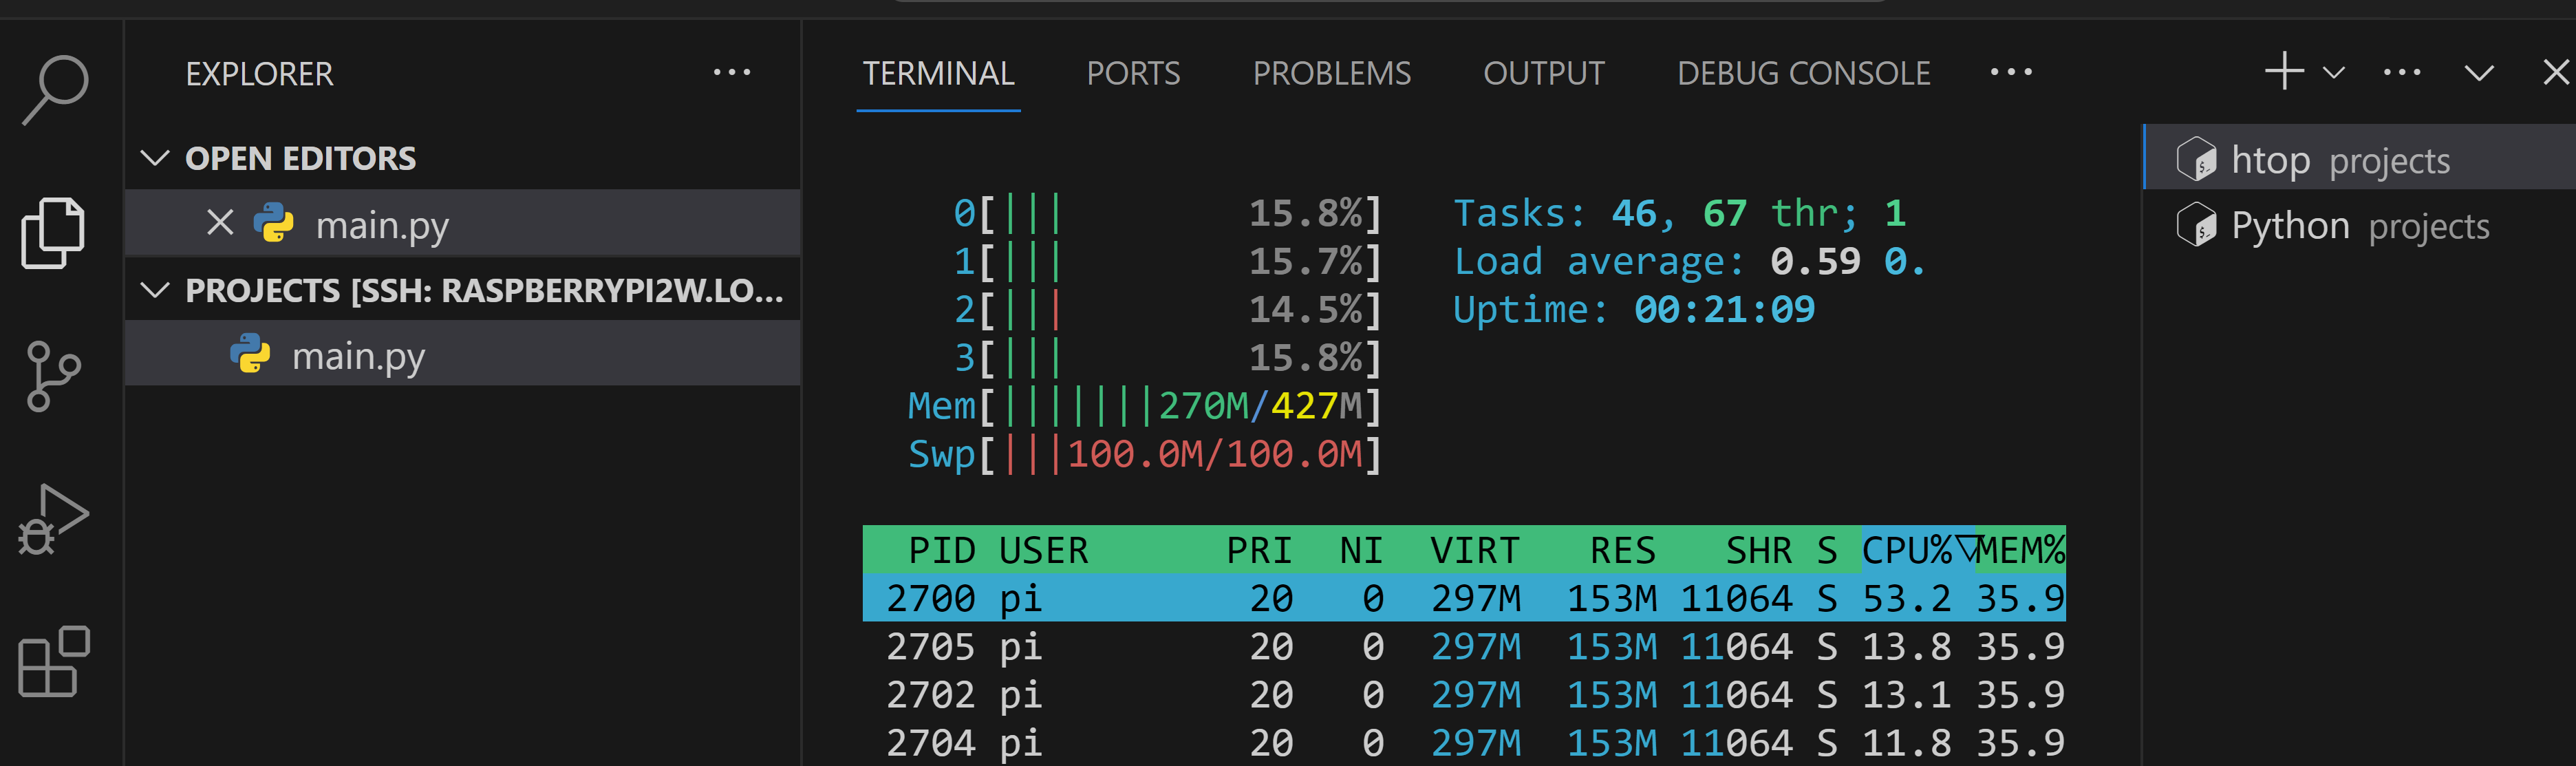 EXPLORER
OPEN EDITORS
main.py
PROJECTS [SSH: RASPBERRYPI2W.LO...
main.py
TERMINAL PORTS PROBLEMS OUTPUT DEBUG CONSOLE
0[||| 15.8%] Tasks: 46, 67 thr; 1
1[||| 15.7%] Load average: 0.59 0.
2[||| 14.5%] Uptime: 00:21:09
3[||| 15.8%]
Mem[|||||||270M/427M]
Swp[|||100.0M/100.0M]
PID USER PRI NI VIRT RES SHR S CPU%▽MEM%
2700 pi 20 0 297M 153M 11064 S 53.2 35.9
2705 pi 20 0 297M 153M 11064 S 13.8 35.9
2702 pi 20 0 297M 153M 11064 S 13.1 35.9
2704 pi 20 0 297M 153M 11064 S 11.8 35.9
htop projects
Python projects